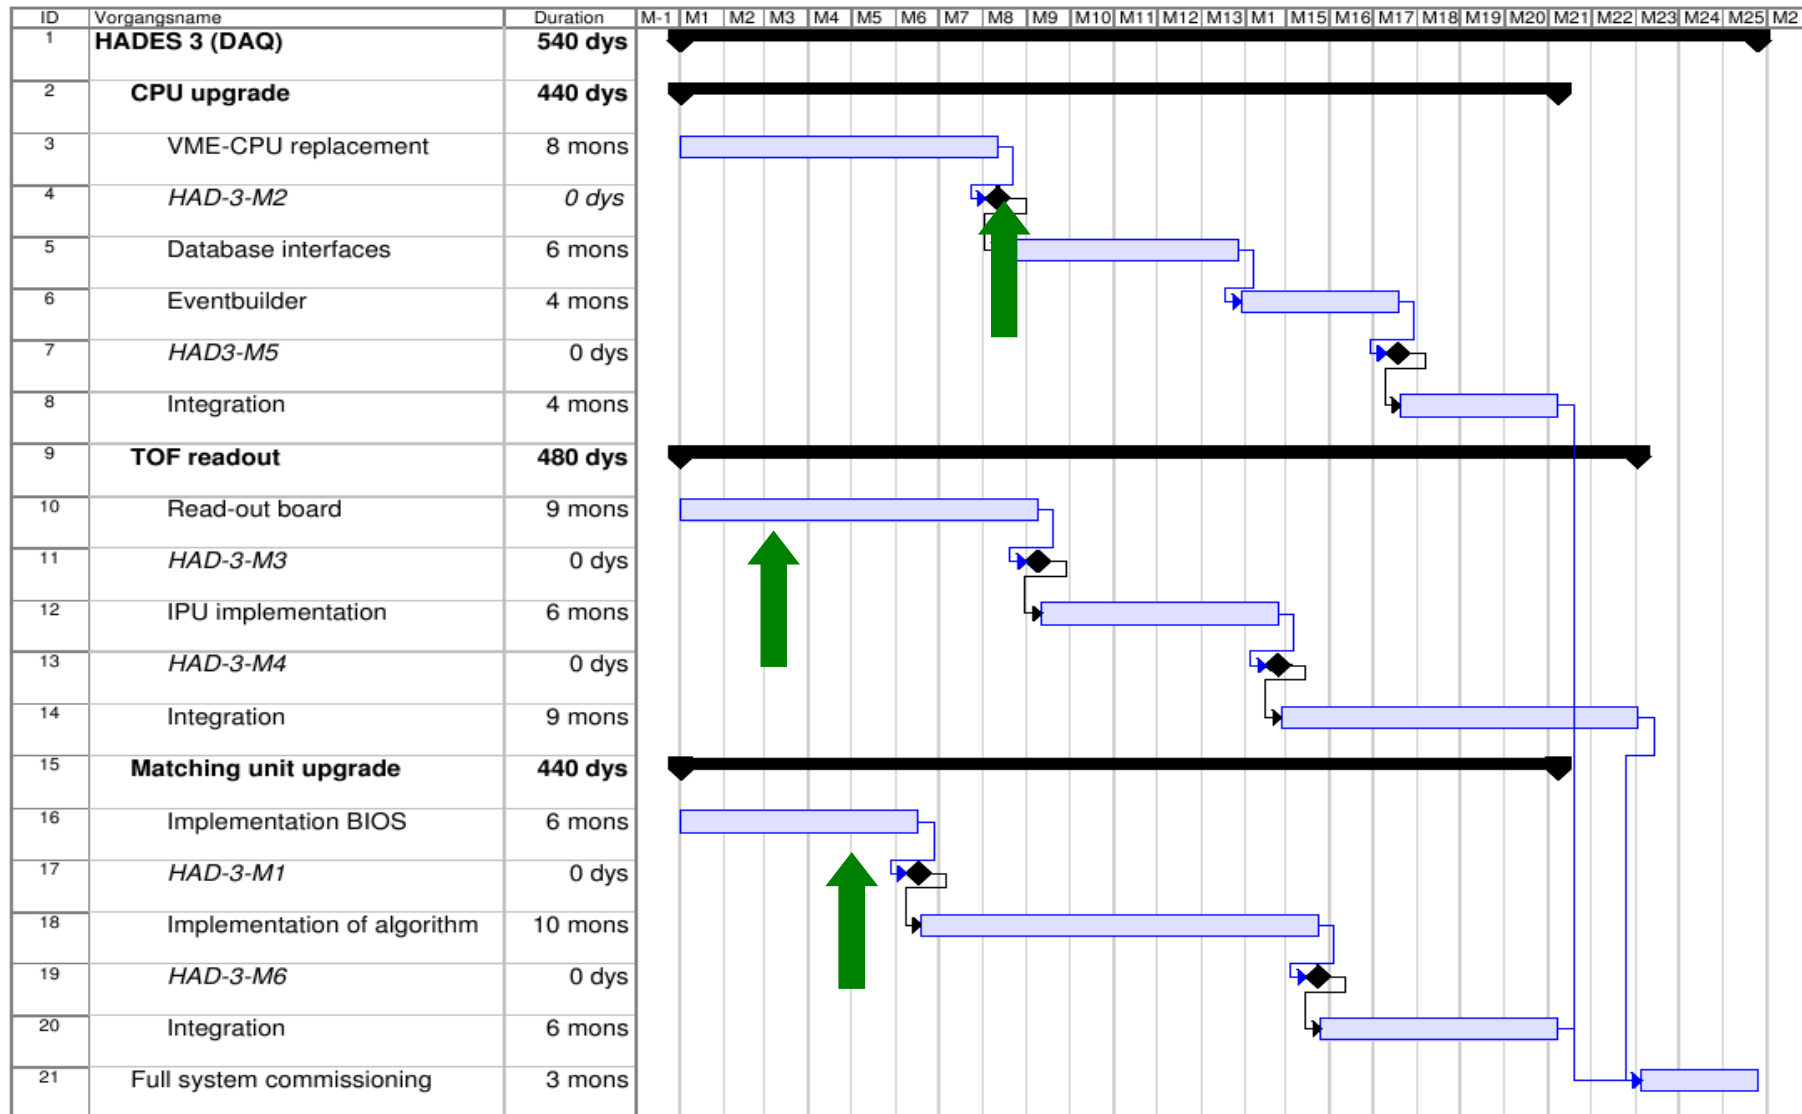 ID Vorgangsname Duration M-1 M1 M2 M3 M4 M5 M6 M7 M8 M9 M10 M11 M12 M13 M1 M15 M16 M17 M18 M19 M20 M21 M22 M23 M24 M25 M2
1 HADES 3 (DAQ) 540 dys
2 CPU upgrade 440 dys
3 VME-CPU replacement 8 mons
4 HAD-3-M2 0 dys
5 Database interfaces 6 mons
6 Eventbuilder 4 mons
7 HAD3-M5 0 dys
8 Integration 4 mons
9 TOF readout 480 dys
10 Read-out board 9 mons
11 HAD-3-M3 0 dys
12 IPU implementation 6 mons
13 HAD-3-M4 0 dys
14 Integration 9 mons
15 Matching unit upgrade 440 dys
16 Implementation BIOS 6 mons
17 HAD-3-M1 0 dys
18 Implementation of algorithm 10 mons
19 HAD-3-M6 0 dys
20 Integration 6 mons
21 Full system commissioning 3 mons